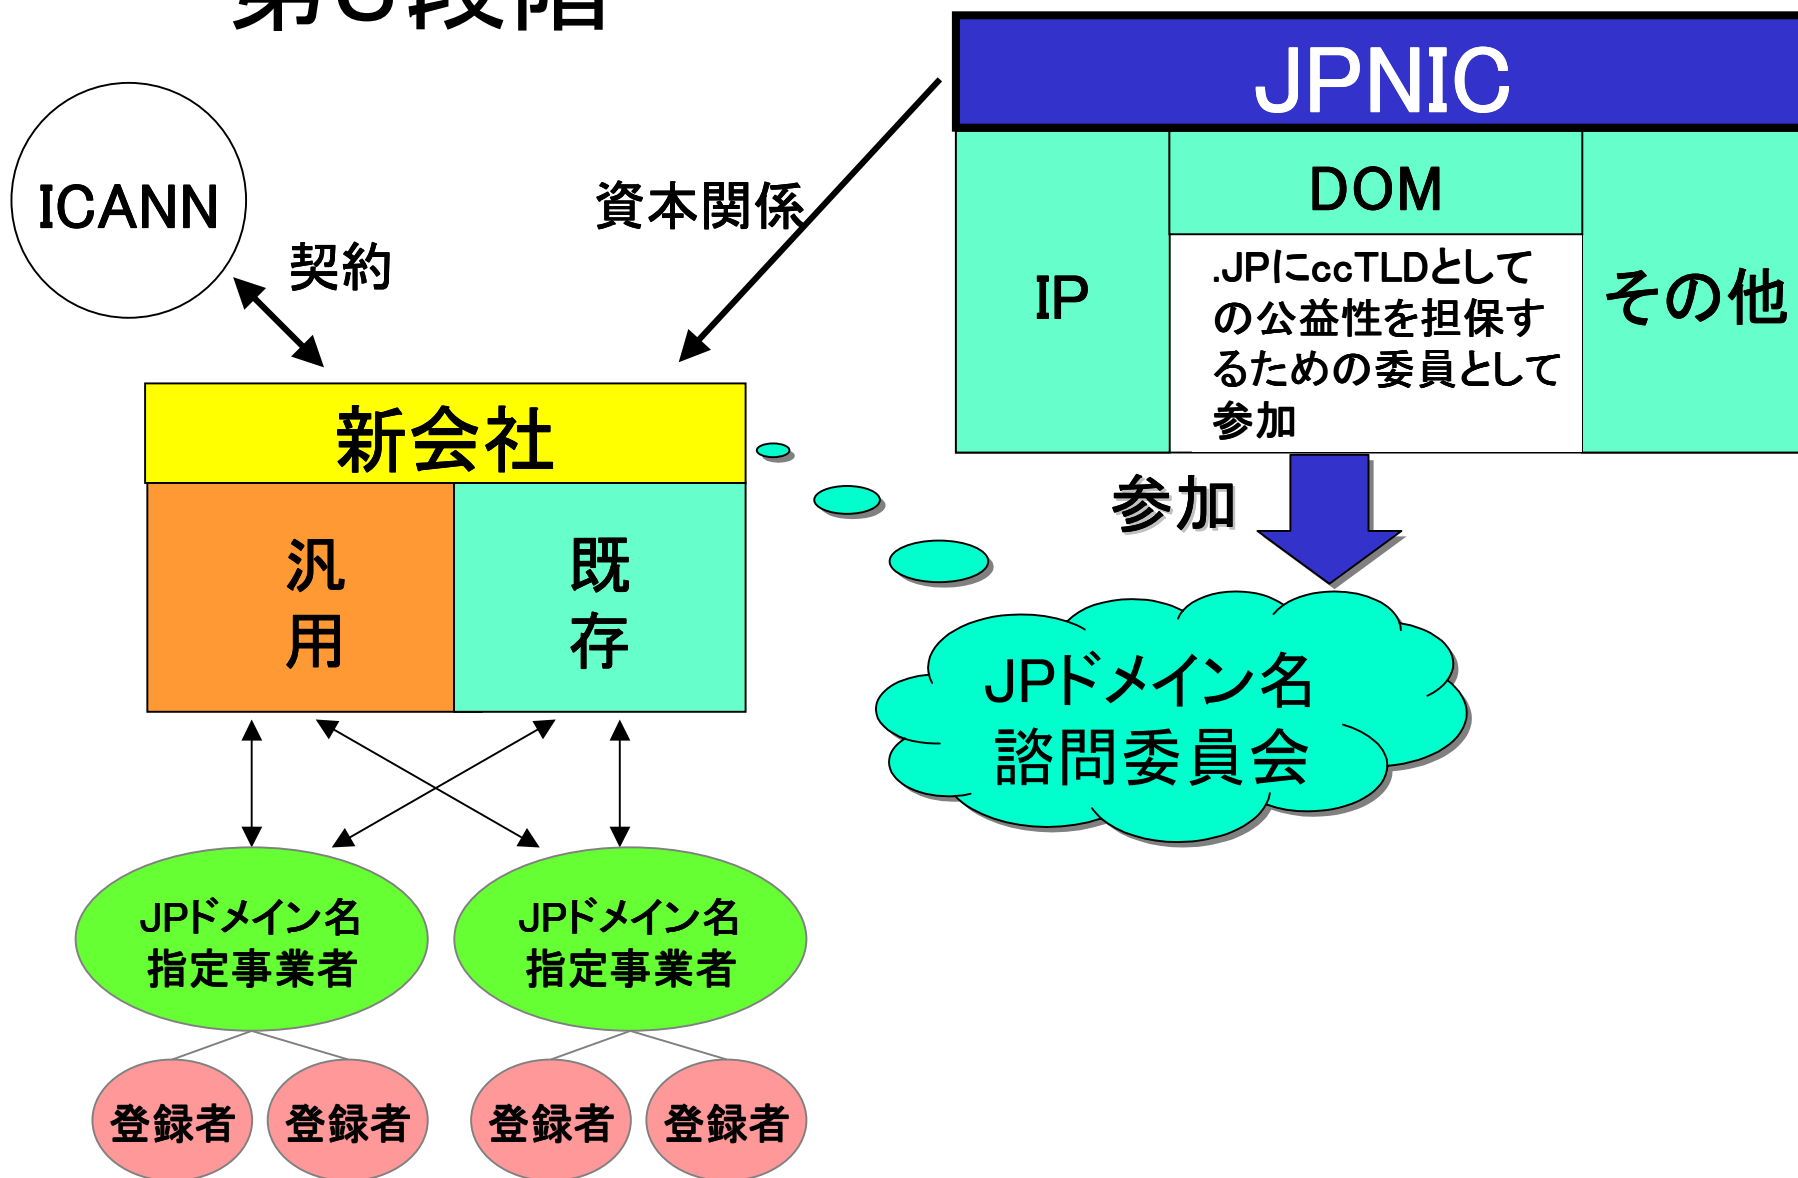 JPNIC
ICANN
契約
資本関係
IP
DOM
.JPにccTLDとして
の公益性を担保す
るための委員として
参加
その他
新会社
汎
用
既
存
参加
JPドメイン名
諮問委員会
JPドメイン名
指定事業者
JPドメイン名
指定事業者
登録者
登録者
登録者
登録者